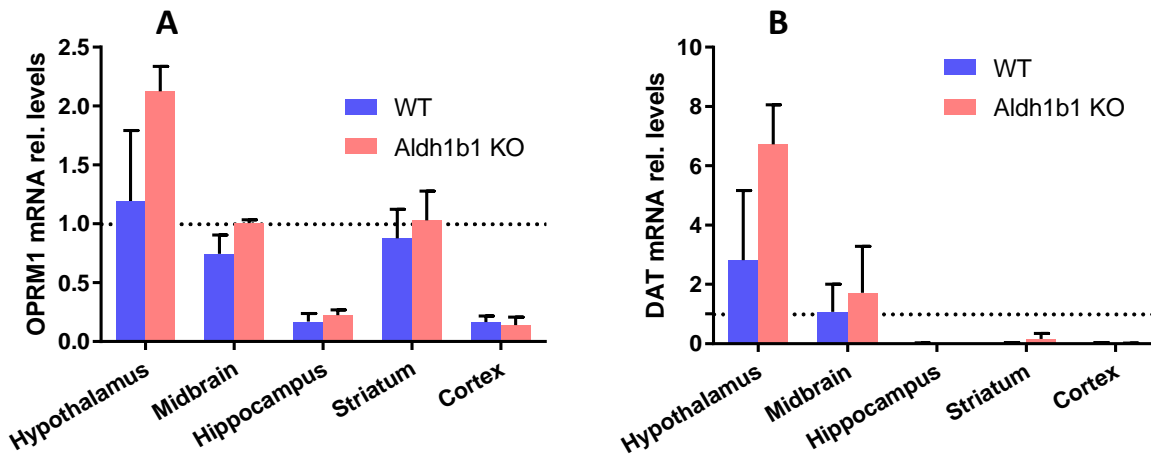 A
OPRM1 mRNA rel. levels
2.5
2.0
1.5
1.0
0.5
0.0
WT
Aldh1b1 KO
Hypothalamus
Midbrain
Hippocampus
Striatum
Cortex
B
DAT mRNA rel. levels
10
8
6
4
2
0
WT
Aldh1b1 KO
Hypothalamus
Midbrain
Hippocampus
Striatum
Cortex